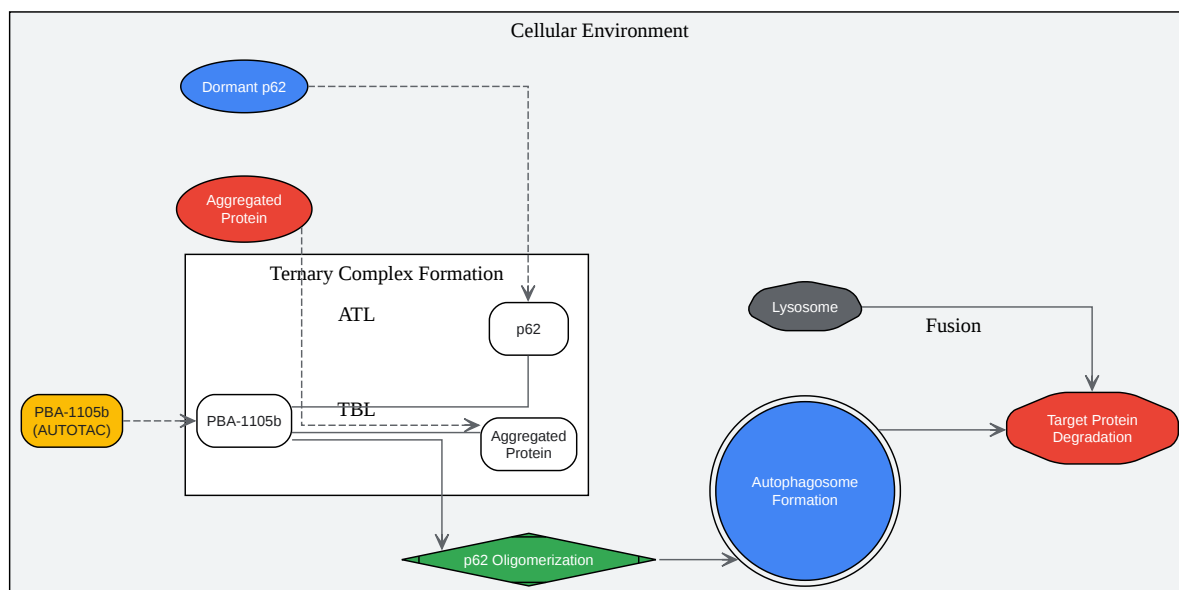 Cellular Environment
Dormant p62
Aggregated
Protein
Ternary Complex Formation
ATL
p62
Lysosome
Fusion
PBA-1105b
(AUTOTAC)
PBA-1105b
TBL
Aggregated
Protein
Target Protein
Degradation
Autophagosome
Formation
p62 Oligomerization